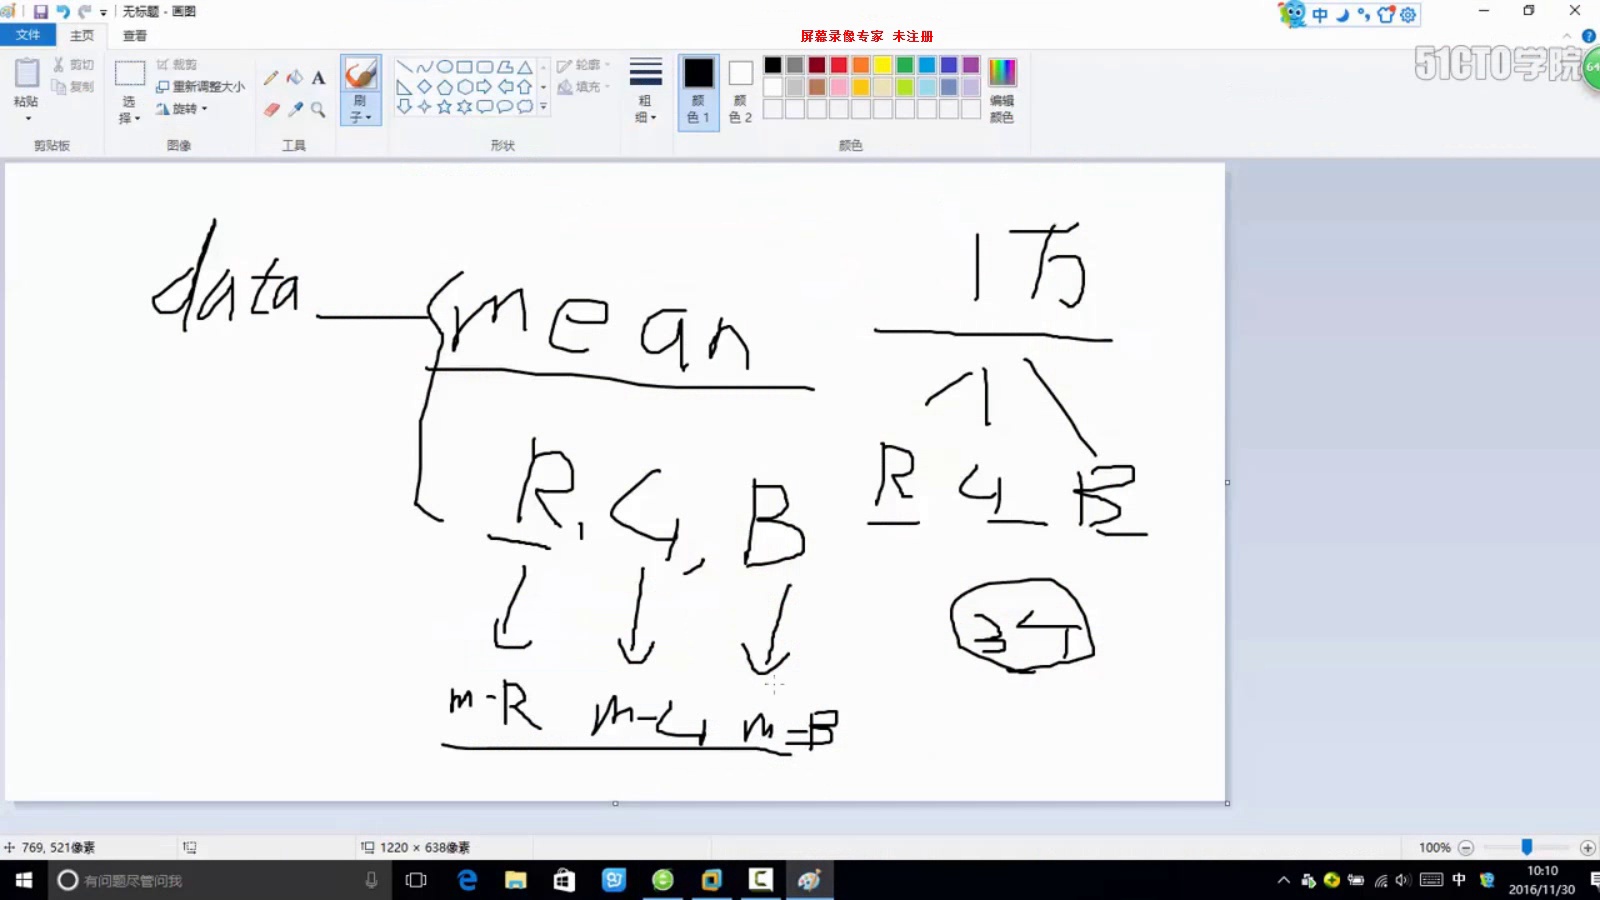 无标题 - 画图
中
屏幕录像专家 未注册
文件 主页 查看
51CTO学院
64
粘贴
剪切
复制
选择
裁剪
重新调整大小
旋转
A
刷子
轮廓
填充
粗细
颜色 1
颜色 2
编辑颜色
剪贴板 图像 工具 形状 颜色
data mean 1万
R, G, B R G B
m-R m-G m=B
769, 521像素
1220 × 638像素
100%
有问题尽管问我
中
10:10
2016/11/30